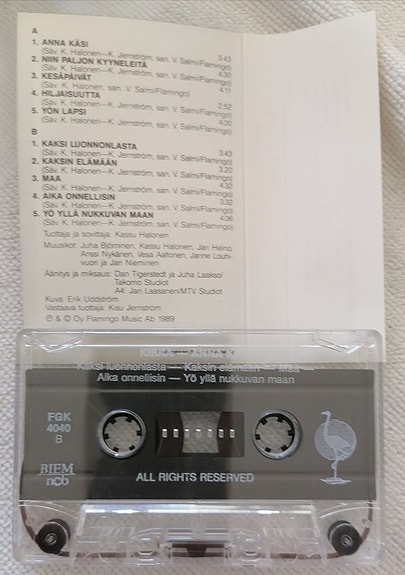 A
1. ANNA KÄSI
(Säv. K. Halonen—K. Jernström, san. V. Salmi/Flamingo) 3:43
2. NIIN PALJON KYYNELEITÄ
(Säv. K. Halonen—K. Jernström, san. V. Salmi/Flamingo) 4:30
3. KESÄPÄIVÄT
(Säv. K. Halonen, san. V. Salmi/Flamingo) 4:11
4. HILJAISUUTTA
(Säv. K. Halonen—K. Jernström, san. V. Salmi/Flamingo) 2:52
5. YÖN LAPSI
(Säv. K. Halonen—K. Jernström, san. V. Salmi/Flamingo) 4:00
B
1. KAKSI LUONNONLASTA
(Säv. K. Halonen—K. Jernström, san. V. Salmi/Flamingo) 3:43
2. KAKSIN ELÄMÄÄN
(Säv. K. Halonen—K. Jernström, san. V. Salmi/Flamingo) 3:20
3. MAA
(Säv. K. Halonen—K. Jernström, san. V. Salmi/Flamingo) 4:32
4. AIKA ONNELLISIN
(Säv. K. Halonen—K. Jernström, san. V. Salmi/Flamingo) 3:32
5. YÖ YLLÄ NUKKUVAN MAAN
(Säv. K. Halonen—K. Jernström, san. V. Salmi/Flamingo) 4:06
Tuottaja ja sovittaja: Kassu Halonen
Muusikot: Juha Björninen, Kassu Halonen, Jari Heino,
Anssi Nykänen, Vesa Aaltonen, Janne Louhi-
vuori ja Jari Nieminen
Äänitys ja miksaus: Dan Tigerstedt ja Juha Laakso/
Takomo Studiot
A4: Jari Laasanen/MTV Studiot
Kuva: Erik Uddström
Vastaava tuottaja: Kisu Jernström
℗ & © Oy Flamingo Music Ab 1989
Kaksi luonnonlasta — Kaksin elämään — Maa —
Aika onnellisin — Yö yllä nukkuvan maan
FGK
4040
B
BIEM
ncb
ALL RIGHTS RESERVED